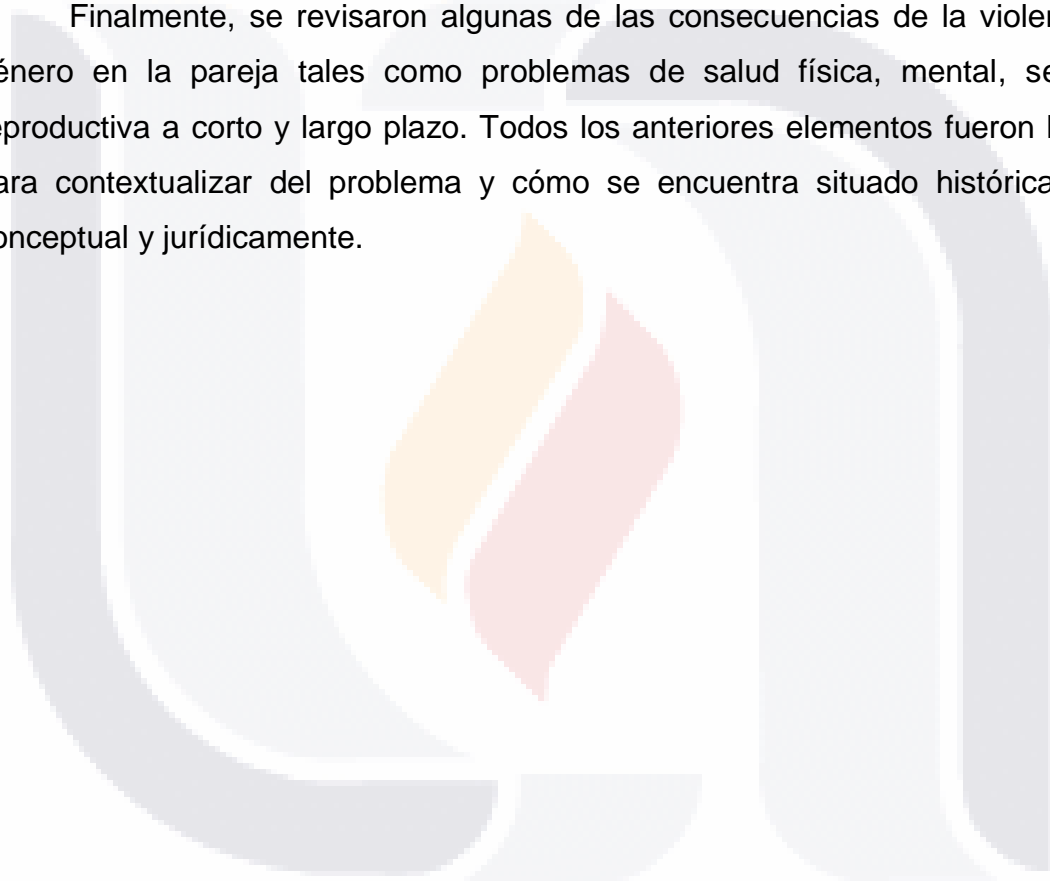 Finalmente, se revisaron algunas de las consecuencias de la violen
énero en la pareja tales como problemas de salud física, mental, se
eproductiva a corto y largo plazo. Todos los anteriores elementos fueron
ara contextualizar del problema y cómo se encuentra situado histórica
onceptual y jurídicamente.